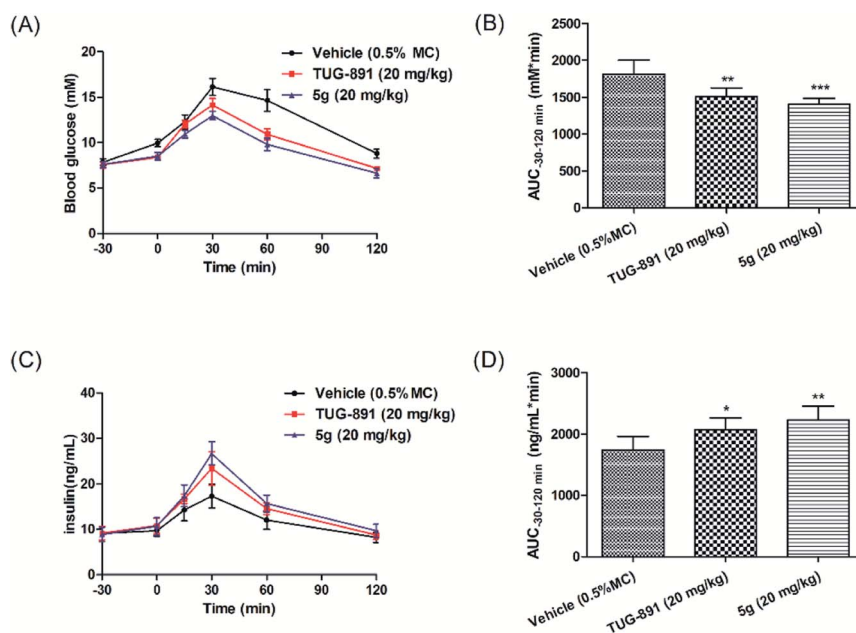 (A)
Vehicle (0.5% MC)
TUG-891 (20 mg/kg)
5g (20 mg/kg)
Blood glucose (mM)
20
15
10
5
0
-30 0 30 60 90 120
Time (min)
(B)
AUC-30-120 min (mM*min)
2500
2000
1500
1000
500
0
**
***
Vehicle (0.5%MC)
TUG-891 (20 mg/kg)
5g (20 mg/kg)
(C)
Vehicle (0.5% MC)
TUG-891 (20 mg/kg)
5g (20 mg/kg)
insulin(ng/mL)
40
30
20
10
0
-30 0 30 60 90 120
Time (min)
(D)
AUC-30-120 min (ng/mL*min)
3000
2000
1000
0
*
**
Vehicle (0.5%MC)
TUG-891 (20 mg/kg)
5g (20 mg/kg)